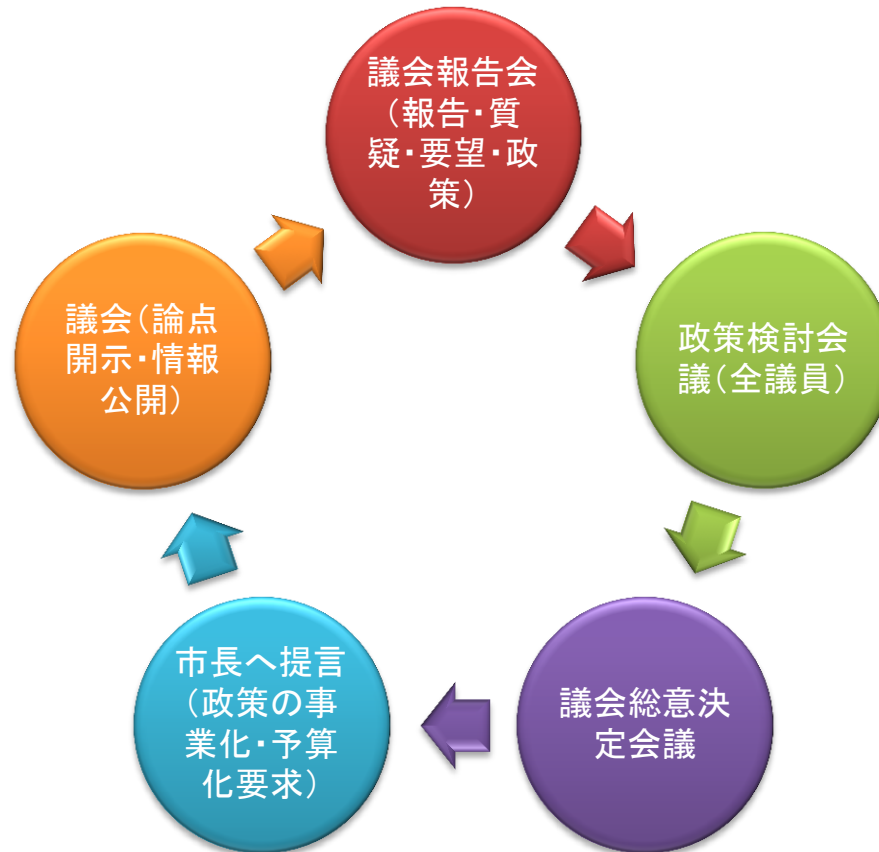 議会報告会
（報告・質
疑・要望・政
策）
政策検討会
議（全議員）
議会総意決
定会議
市長へ提言
（政策の事
業化・予算
化要求）
議会（論点
開示・情報
公開）